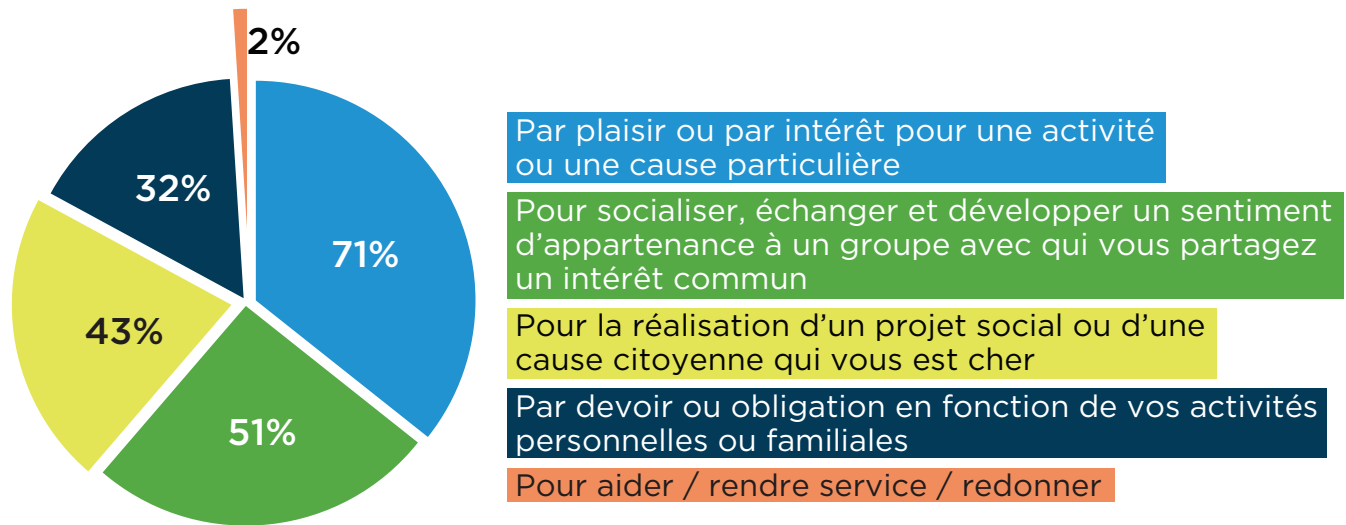 2%
32%
71%
43%
51%
Par plaisir ou par intérêt pour une activité
ou une cause particulière
Pour socialiser, échanger et développer un sentiment
d’appartenance à un groupe avec qui vous partagez
un intérêt commun
Pour la réalisation d’un projet social ou d’une
cause citoyenne qui vous est cher
Par devoir ou obligation en fonction de vos activités
personnelles ou familiales
Pour aider / rendre service / redonner